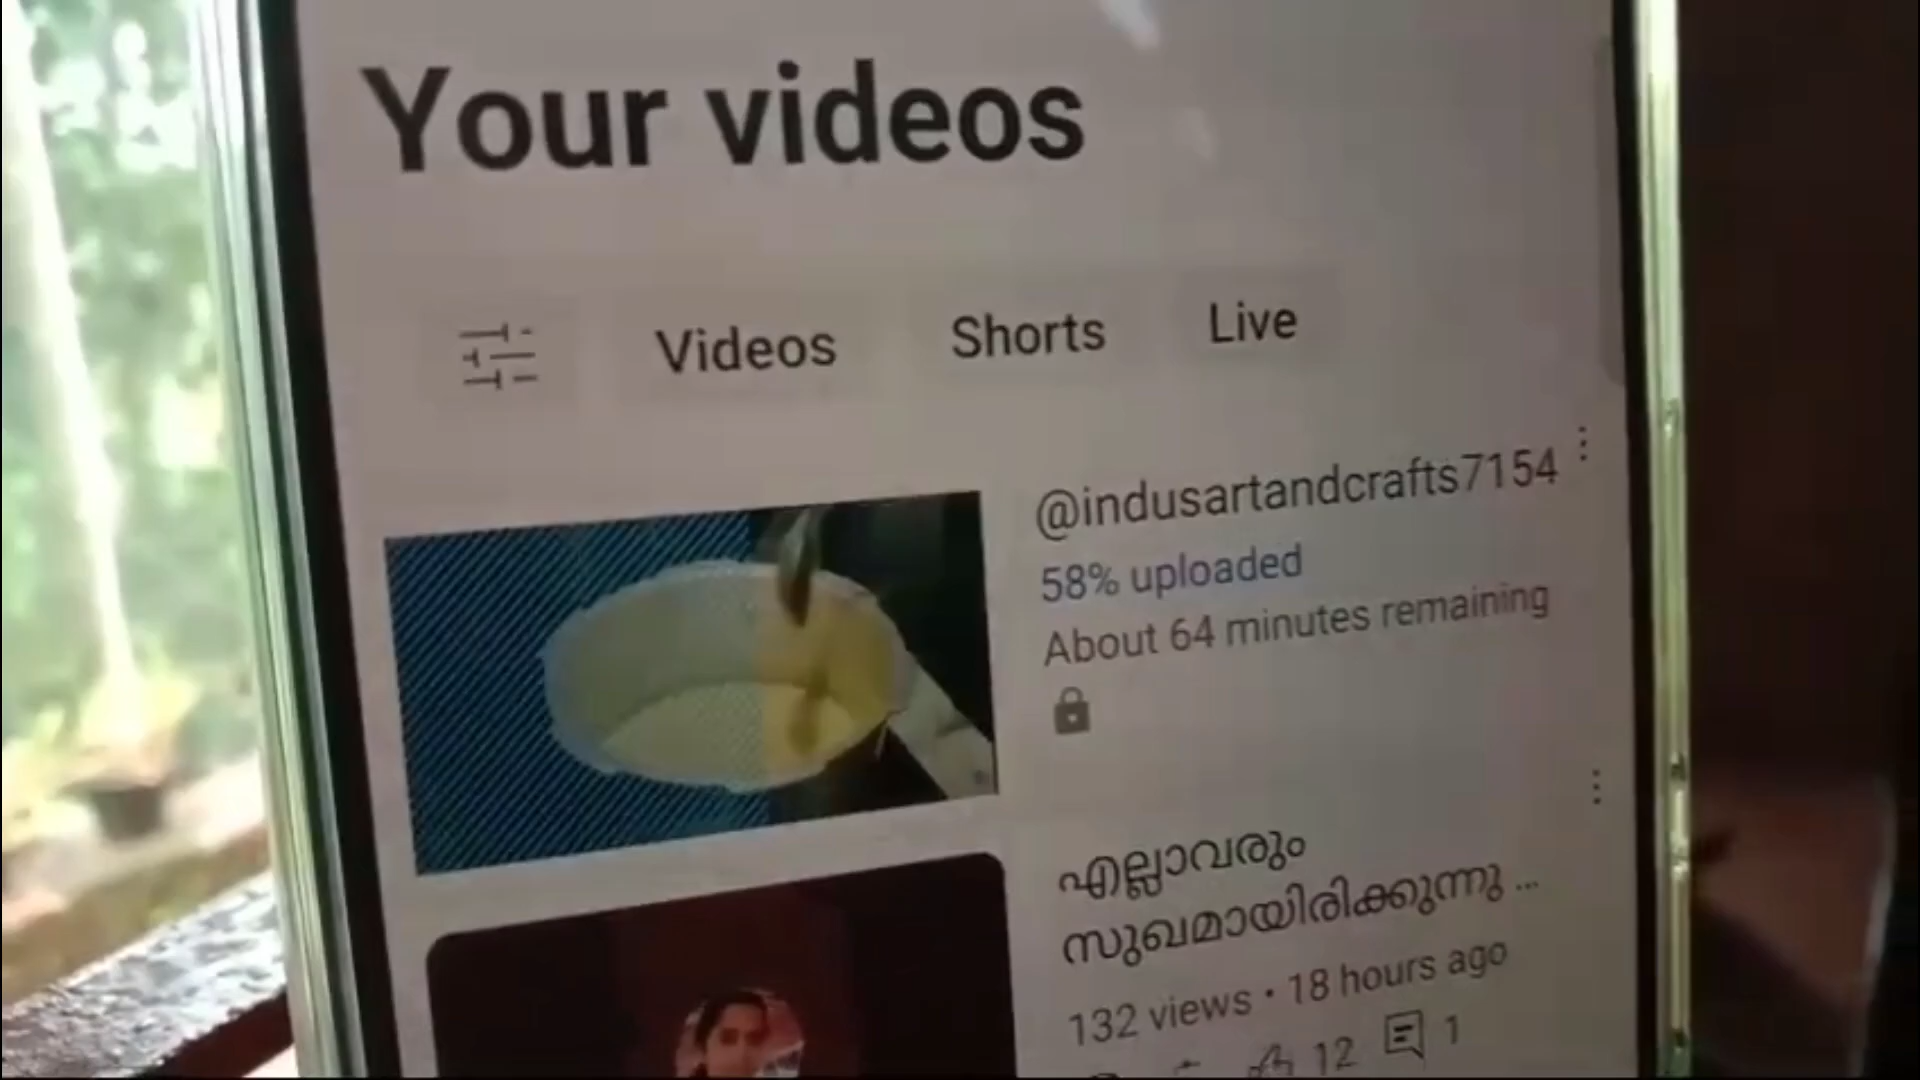 Your videos
Videos
Shorts
Live
@indusartandcrafts7154
58% uploaded
About 64 minutes remaining
എല്ലാവരും
സുഖമായിരിക്കുന്നു ...
132 views • 18 hours ago
12
1